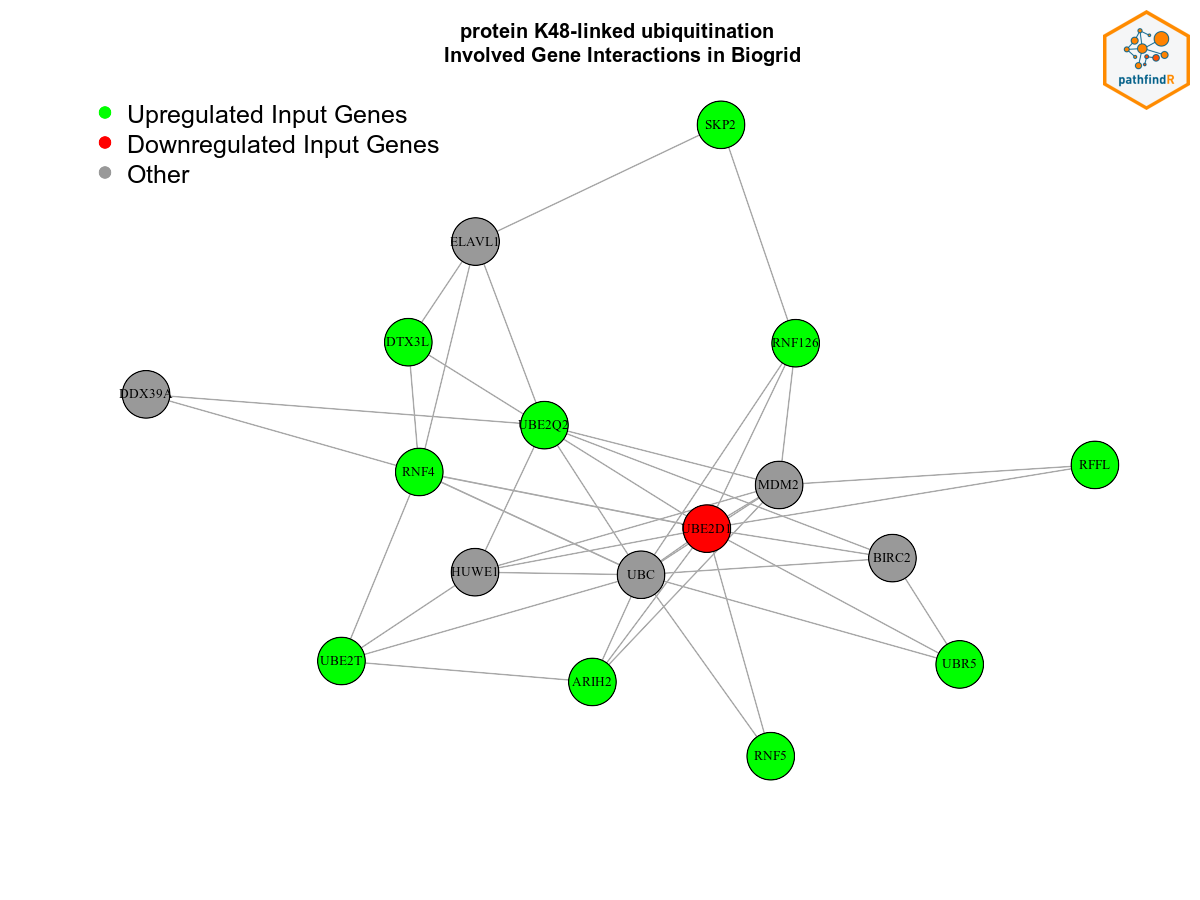 protein K48-linked ubiquitination
Involved Gene Interactions in Biogrid
pathfindR
Upregulated Input Genes
Downregulated Input Genes
Other
SKP2
ELAVL1
DTX3L
RNF126
DDX39A
UBE2Q2
RNF4
MDM2
RFFL
UBE2D1
HUWE1
UBC
BIRC2
UBE2T
ARIH2
UBR5
RNF5